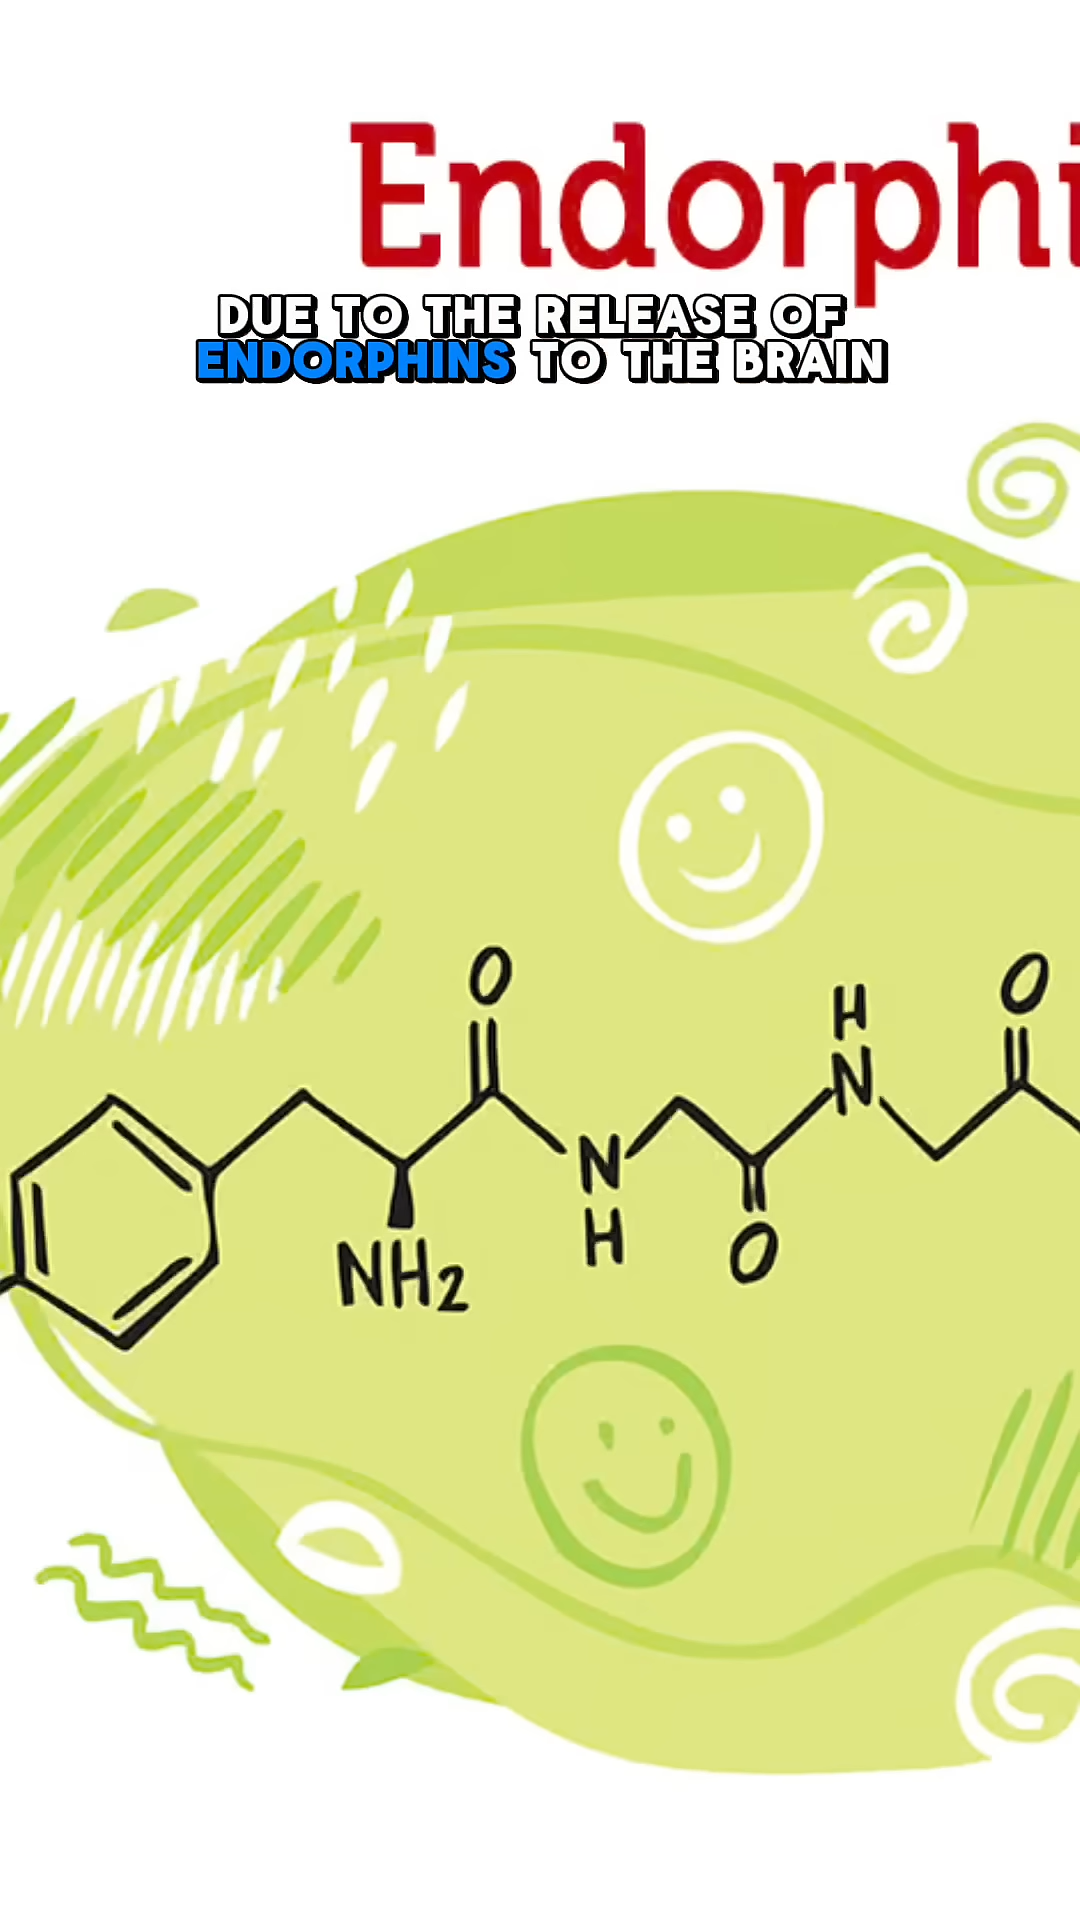 Endorphi
DUE TO THE RELEASE OF
ENDORPHINS TO THE BRAIN
O
O
H
N
N
H
O
NH2